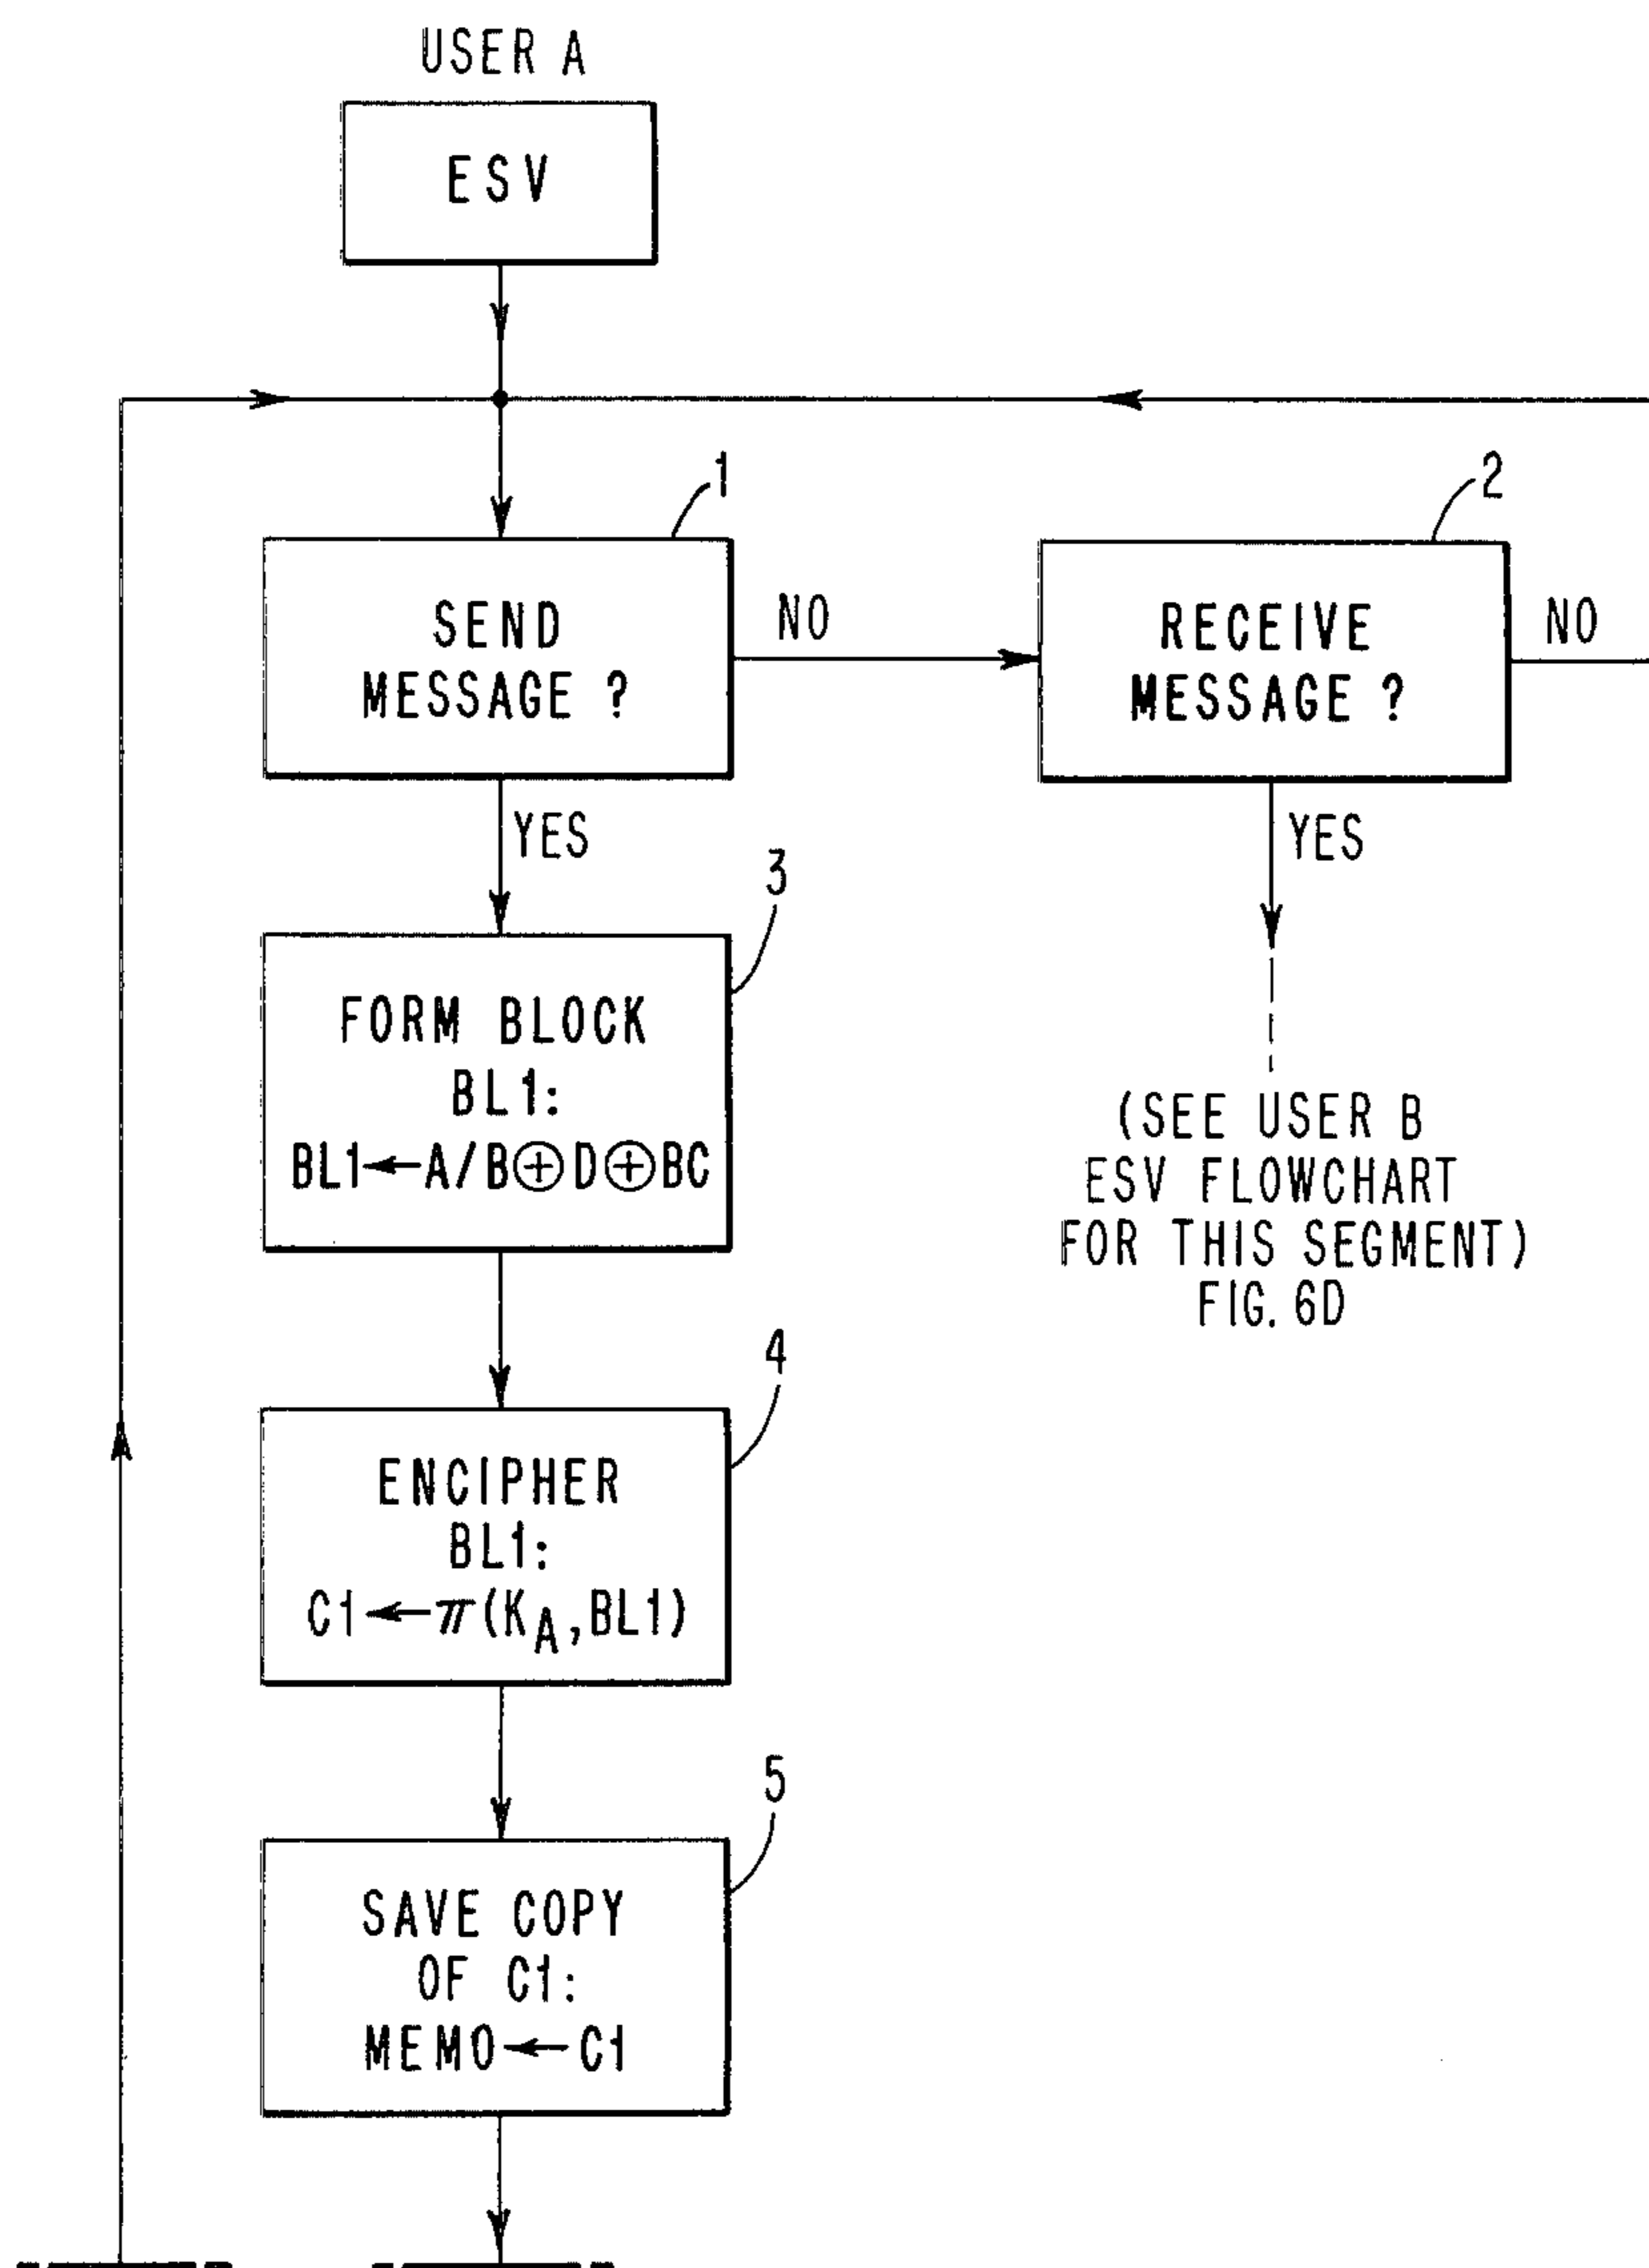 USER A
ESV
1
SEND
MESSAGE ?
NO
2
RECEIVE
MESSAGE ?
NO
YES
YES
3
FORM BLOCK
BL1:
BL1←A/B⊕D⊕BC
(SEE USER B
ESV FLOWCHART
FOR THIS SEGMENT)
FIG. 6D
4
ENCIPHER
BL1:
C1←π(K_A,BL1)
5
SAVE COPY
OF C1:
MEMO←C1